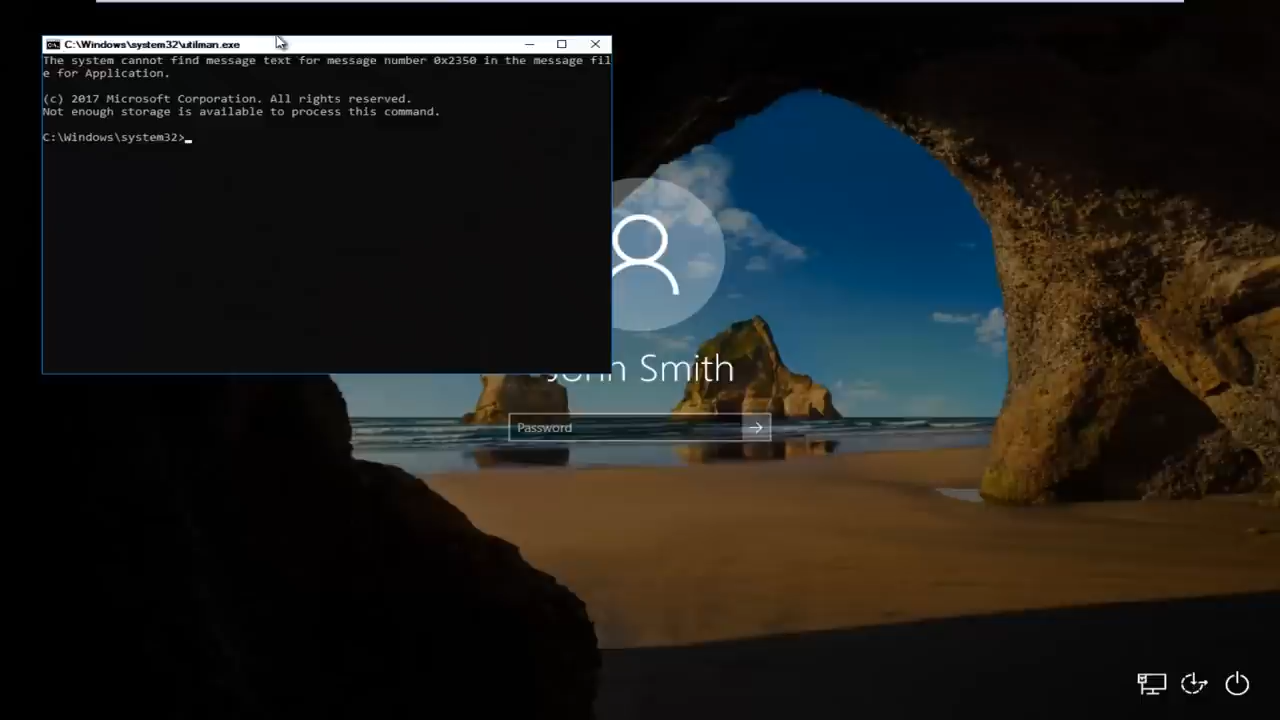 C:\Windows\system32\utilman.exe
The system cannot find message text for message number 0x2350 in the message fil
e for Application.
(c) 2017 Microsoft Corporation. All rights reserved.
Not enough storage is available to process this command.
C:\Windows\system32>
John Smith
Password